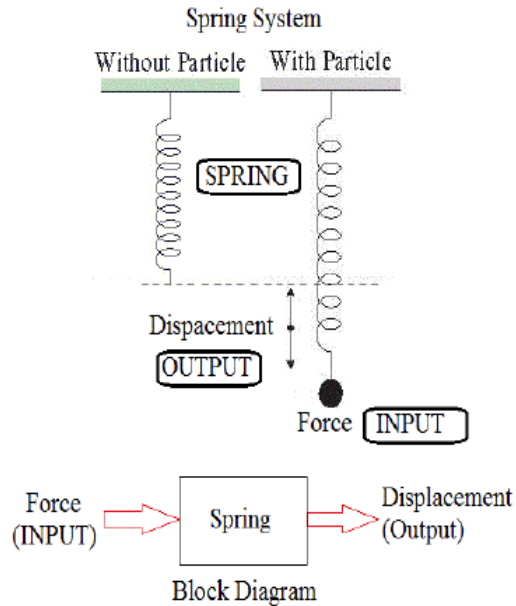 Spring System
Without Particle
With Particle
SPRING
Dispacement
OUTPUT
Force
INPUT
Force
(INPUT)
Spring
Displacement
(Output)
Block Diagram